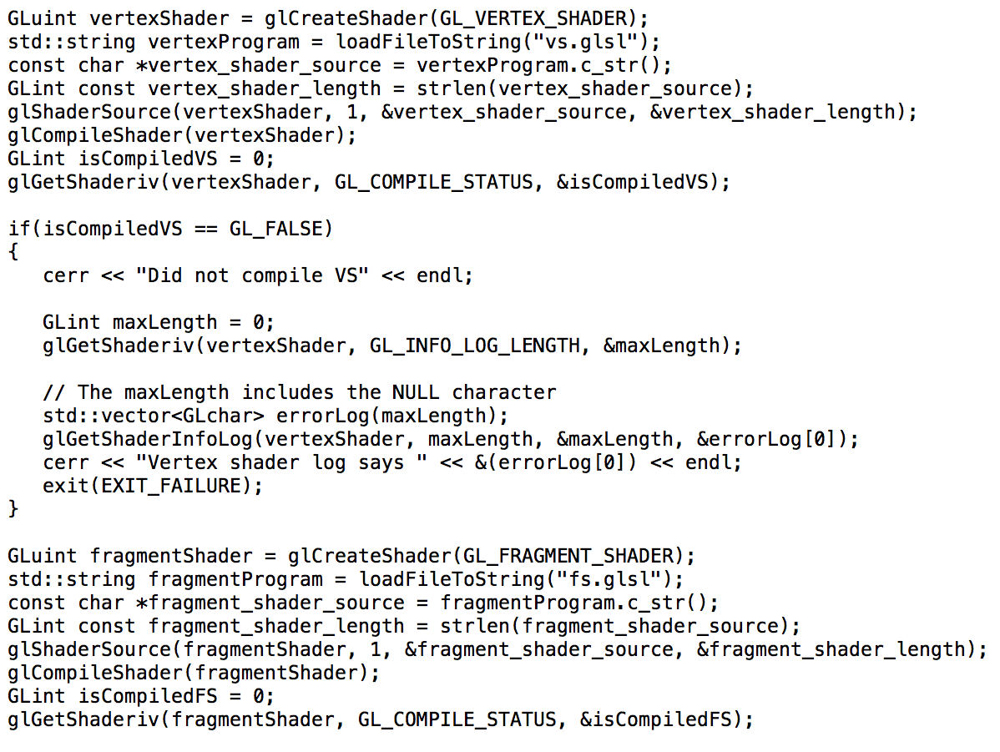 GLuint vertexShader = glCreateShader(GL_VERTEX_SHADER);
std::string vertexProgram = loadFileToString("vs.glsl");
const char *vertex_shader_source = vertexProgram.c_str();
GLint const vertex_shader_length = strlen(vertex_shader_source);
glShaderSource(vertexShader, 1, &vertex_shader_source, &vertex_shader_length);
glCompileShader(vertexShader);
GLint isCompiledVS = 0;
glGetShaderiv(vertexShader, GL_COMPILE_STATUS, &isCompiledVS);

if(isCompiledVS == GL_FALSE)
{
   cerr << "Did not compile VS" << endl;

   GLint maxLength = 0;
   glGetShaderiv(vertexShader, GL_INFO_LOG_LENGTH, &maxLength);

   // The maxLength includes the NULL character
   std::vector<GLchar> errorLog(maxLength);
   glGetShaderInfoLog(vertexShader, maxLength, &maxLength, &errorLog[0]);
   cerr << "Vertex shader log says " << &(errorLog[0]) << endl;
   exit(EXIT_FAILURE);
}

GLuint fragmentShader = glCreateShader(GL_FRAGMENT_SHADER);
std::string fragmentProgram = loadFileToString("fs.glsl");
const char *fragment_shader_source = fragmentProgram.c_str();
GLint const fragment_shader_length = strlen(fragment_shader_source);
glShaderSource(fragmentShader, 1, &fragment_shader_source, &fragment_shader_length);
glCompileShader(fragmentShader);
GLint isCompiledFS = 0;
glGetShaderiv(fragmentShader, GL_COMPILE_STATUS, &isCompiledFS);